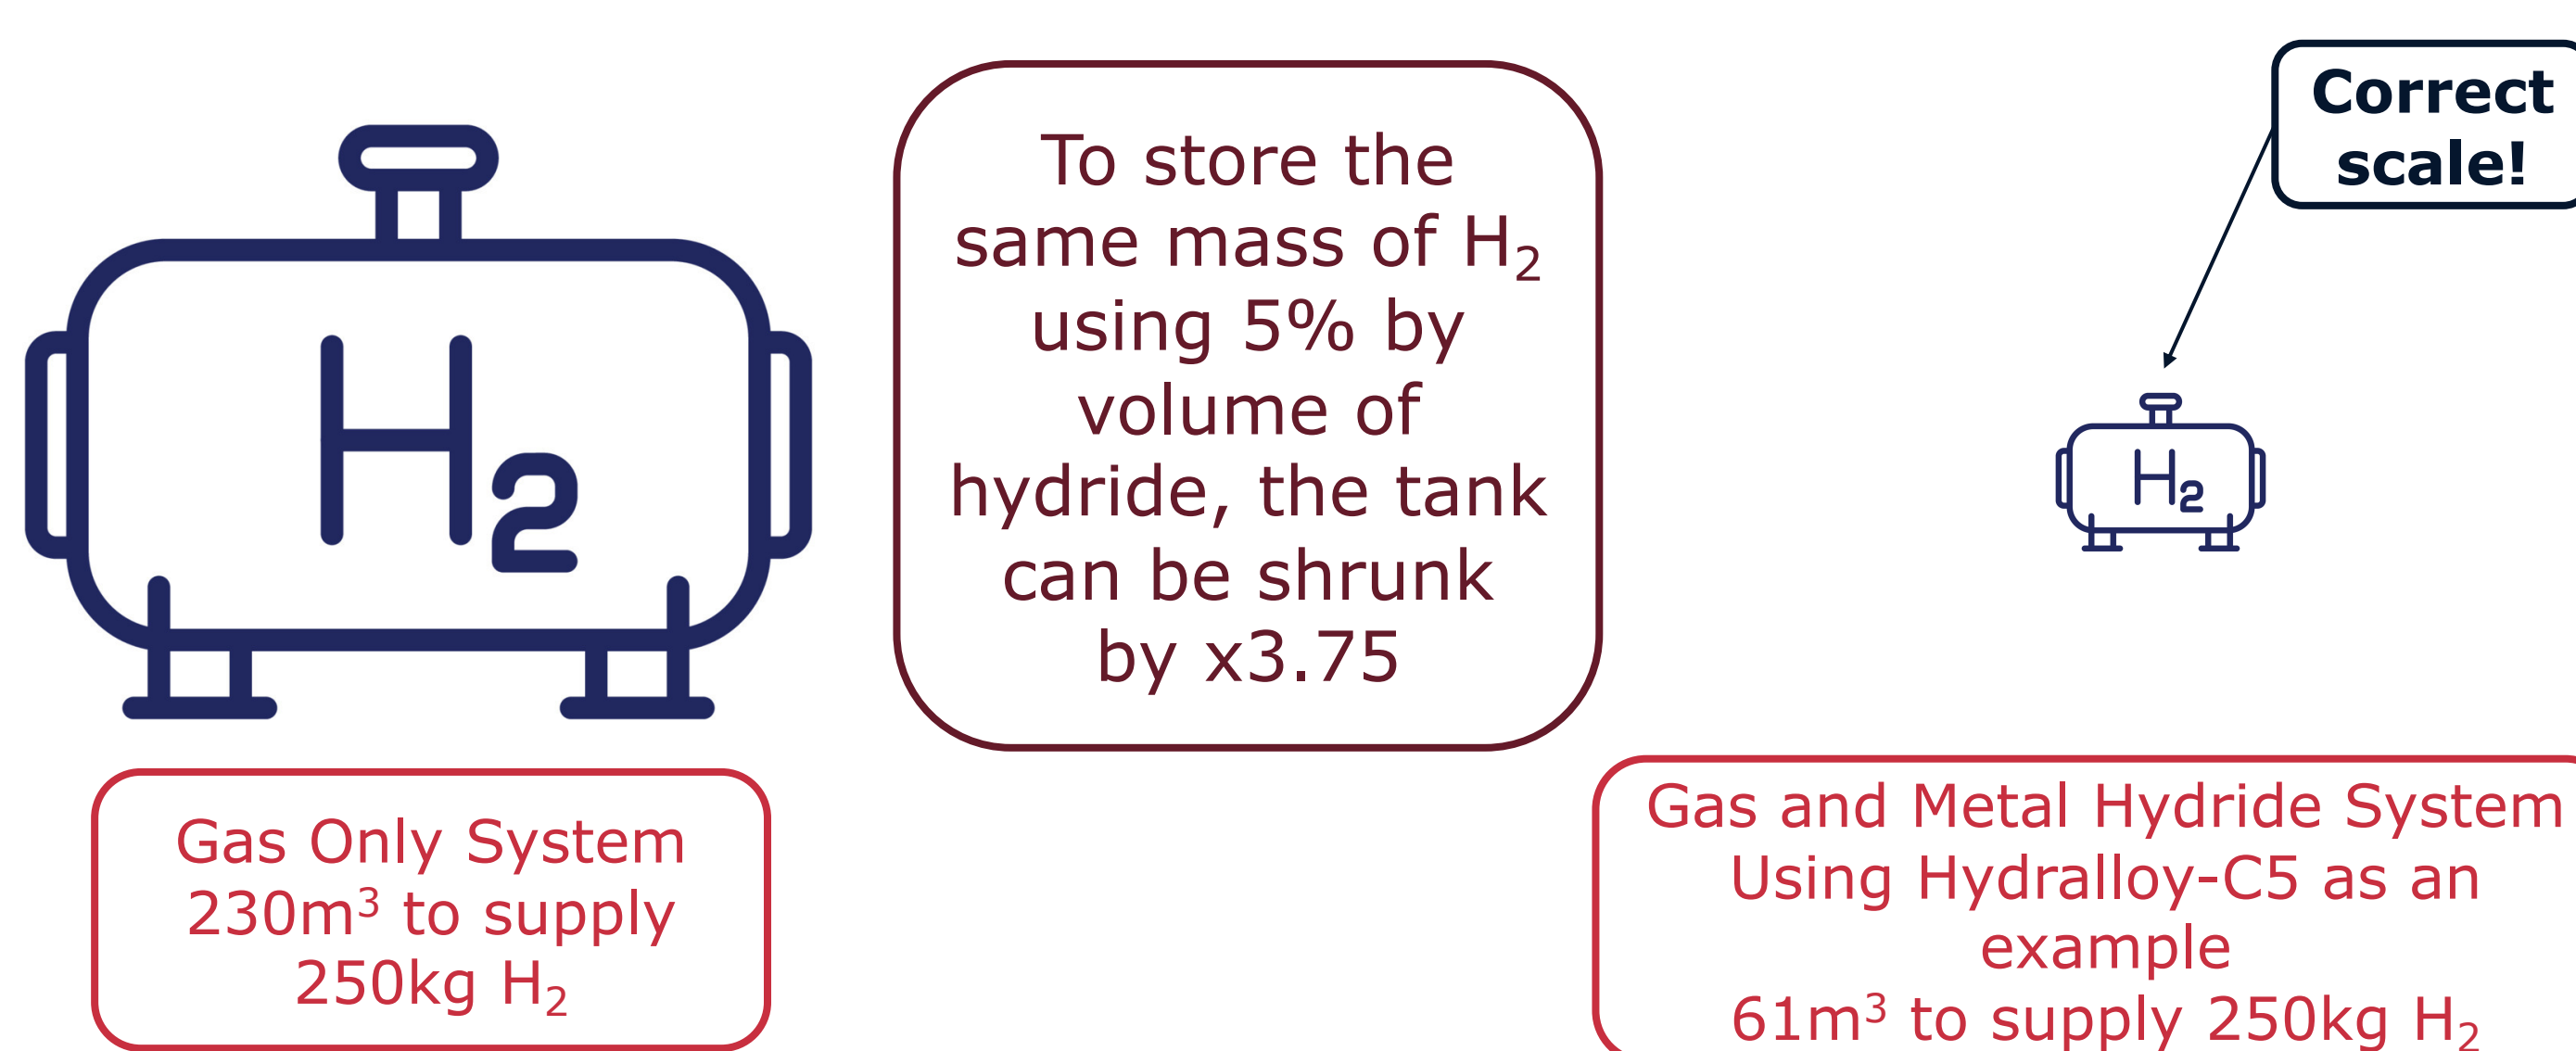 H₂
To store the
same mass of H₂
using 5% by
volume of
hydride, the tank
can be shrunk
by x3.75
Correct
scale!
H₂
Gas Only System
230m³ to supply
250kg H₂
Gas and Metal Hydride System
Using Hydralloy-C5 as an
example
61m³ to supply 250kg H₂